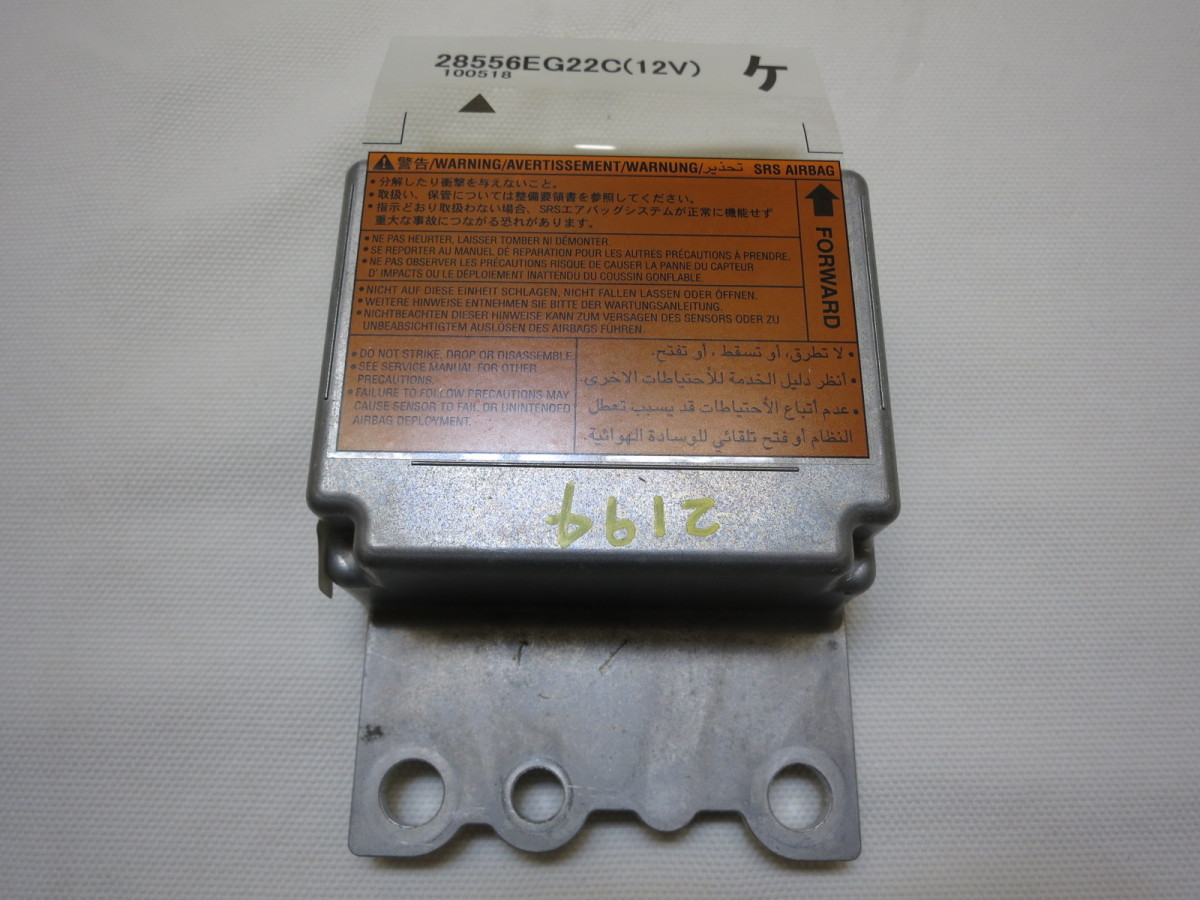 28556EG22C(12V) ケ
100518
警告/WARNING/AVERTISSEMENT/WARNUNG/تحذير SRS AIRBAG
•分解したり衝撃を与えないこと。
•取扱い、保管については整備要領書を参照してください。
•指示どおり取扱わない場合、SRSエアバッグシステムが正常に機能せず
重大な事故につながる恐れがあります。
FORWARD
•NE PAS HEURTER, LAISSER TOMBER NI DÉMONTER.
•SE REPORTER AU MANUEL DE RÉPARATION POUR LES AUTRES PRÉCAUTIONS À PRENDRE.
•NE PAS OBSERVER LES PRÉCAUTIONS RISQUE DE CAUSER LA PANNE DU CAPTEUR
D' IMPACTS OU LE DÉPLOIEMENT INATTENDU DU COUSSIN GONFLABLE.
•NICHT AUF DIESE EINHEIT SCHLAGEN, NICHT FALLEN LASSEN ODER ÖFFNEN.
•WEITERE HINWEISE ENTNEHMEN SIE BITTE DER WARTUNGSANLEITUNG.
•NICHTBEACHTEN DIESER HINWEISE KANN ZUM VERSAGEN DES SENSORS ODER ZU
UNBEABSICHTIGTEM AUSLÖSEN DES AIRBAGS FÜHREN.
•DO NOT STRIKE, DROP OR DISASSEMBLE.
•SEE SERVICE MANUAL FOR OTHER
PRECAUTIONS.
•FAILURE TO FOLLOW PRECAUTIONS MAY
CAUSE SENSOR TO FAIL OR UNINTENDED
AIRBAG DEPLOYMENT.
•لا تطرق، أو تسقط ، أو تفتح.
•أنظر دليل الخدمة للأحتياطات الاخرى.
•عدم أتباع الأحتياطات قد يسبب تعطل
النظام أو فتح تلقائي للوسادة الهوائية.
2194